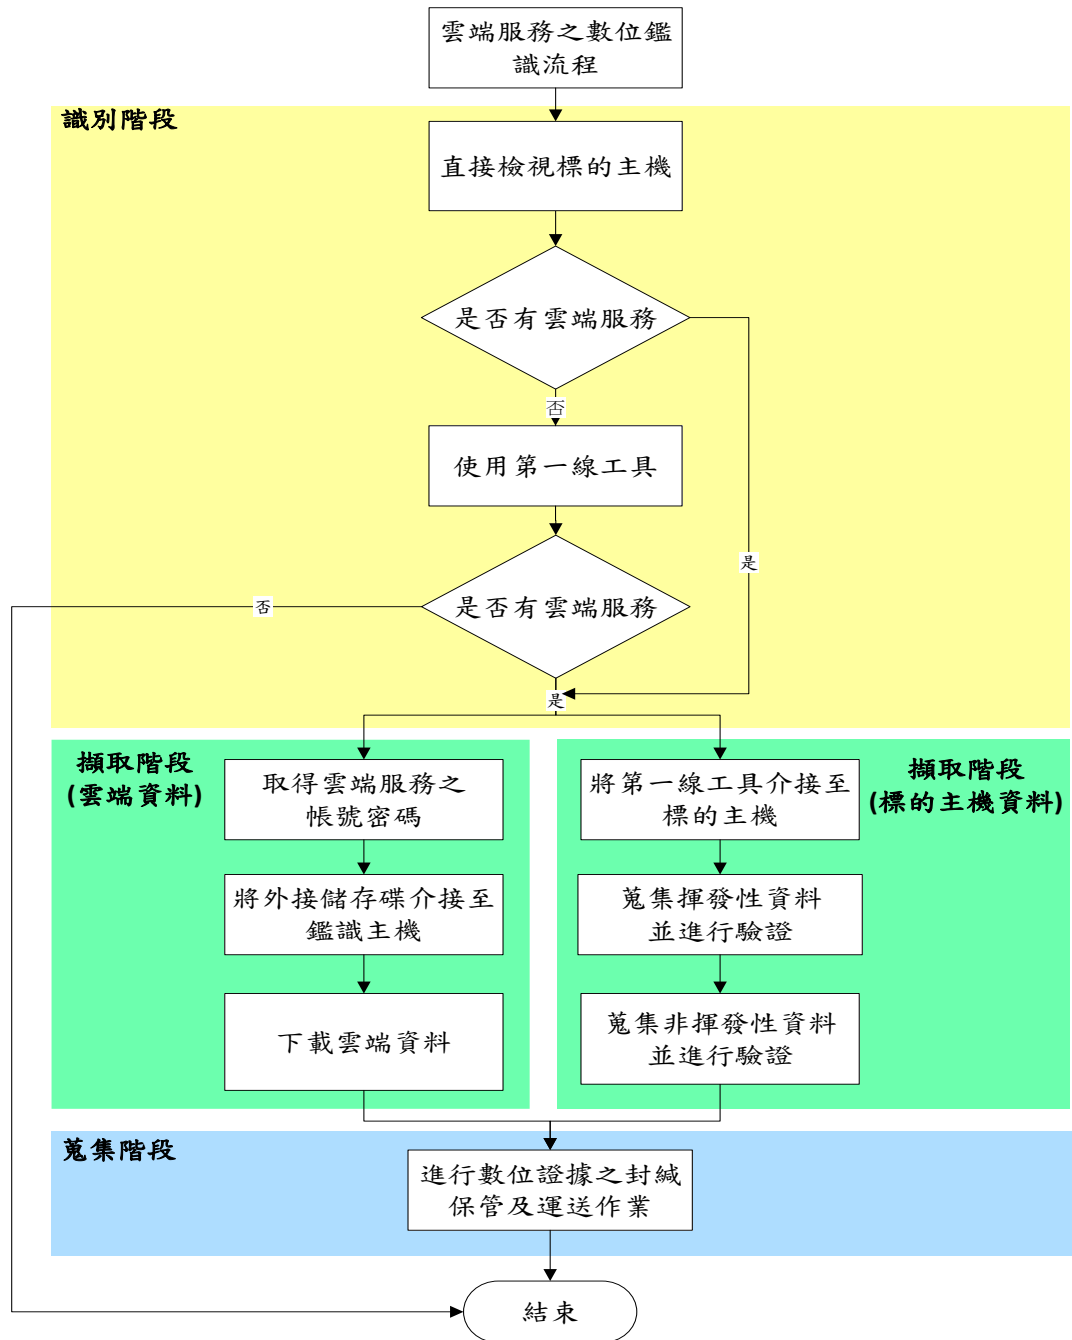 雲端服務之數位鑑
識流程
識別階段
直接檢視標的主機
是否有雲端服務
否
使用第一線工具
是
是否有雲端服務
否
是
擷取階段
(雲端資料)
取得雲端服務之
帳號密碼
將外接儲存碟介接至
鑑識主機
下載雲端資料
擷取階段
(標的主機資料)
將第一線工具介接至
標的主機
蒐集揮發性資料
並進行驗證
蒐集非揮發性資料
並進行驗證
蒐集階段
進行數位證據之封緘
保管及運送作業
結束